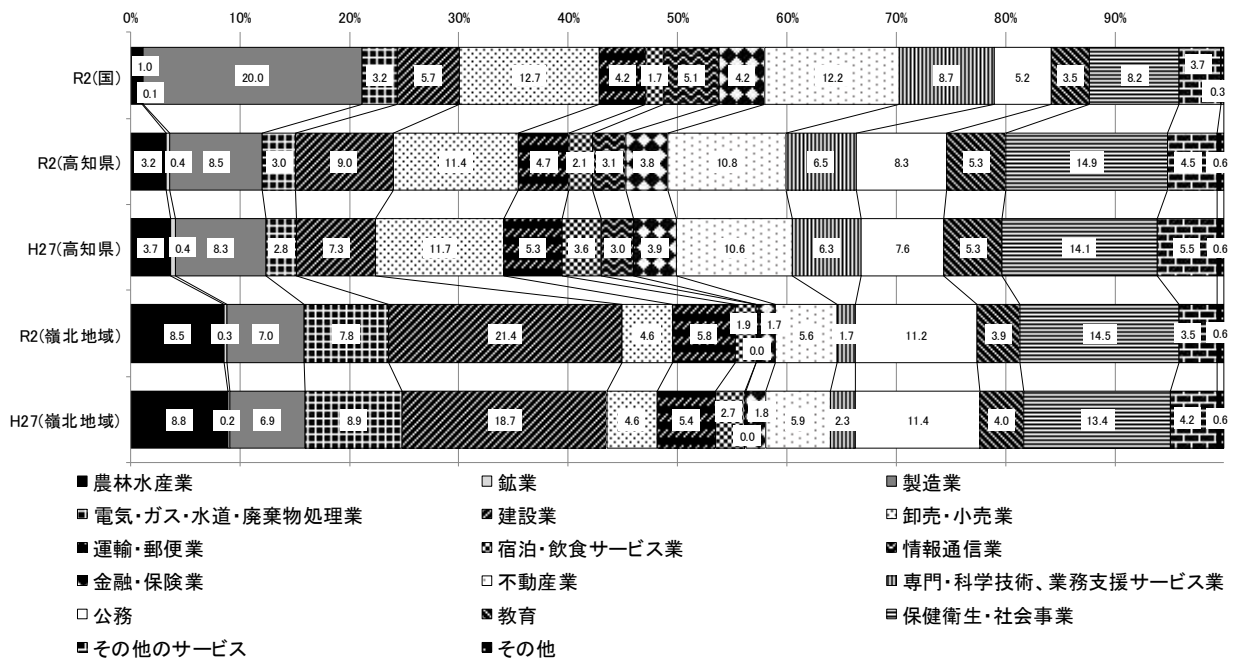 0% 10% 20% 30% 40% 50% 60% 70% 80% 90%
R2(国) 1.0 0.1 20.0 3.2 5.7 12.7 4.2 1.7 5.1 4.2 12.2 8.7 5.2 3.5 8.2 3.7 0.3
R2(高知県) 3.2 0.4 8.5 3.0 9.0 11.4 4.7 2.1 3.1 3.8 10.8 6.5 8.3 5.3 14.9 4.5 0.6
H27(高知県) 3.7 0.4 8.3 2.8 7.3 11.7 5.3 3.6 3.0 3.9 10.6 6.3 7.6 5.3 14.1 5.5 0.6
R2(嶺北地域) 8.5 0.3 7.0 7.8 21.4 4.6 5.8 1.9 0.0 1.7 5.6 1.7 11.2 3.9 14.5 3.5 0.6
H27(嶺北地域) 8.8 0.2 6.9 8.9 18.7 4.6 5.4 2.7 0.0 1.8 5.9 2.3 11.4 4.0 13.4 4.2 0.6
農林水産業 鉱業 製造業
電気・ガス・水道・廃棄物処理業 建設業 卸売・小売業
運輸・郵便業 宿泊・飲食サービス業 情報通信業
金融・保険業 不動産業 専門・科学技術、業務支援サービス業
公務 教育 保健衛生・社会事業
その他のサービス その他